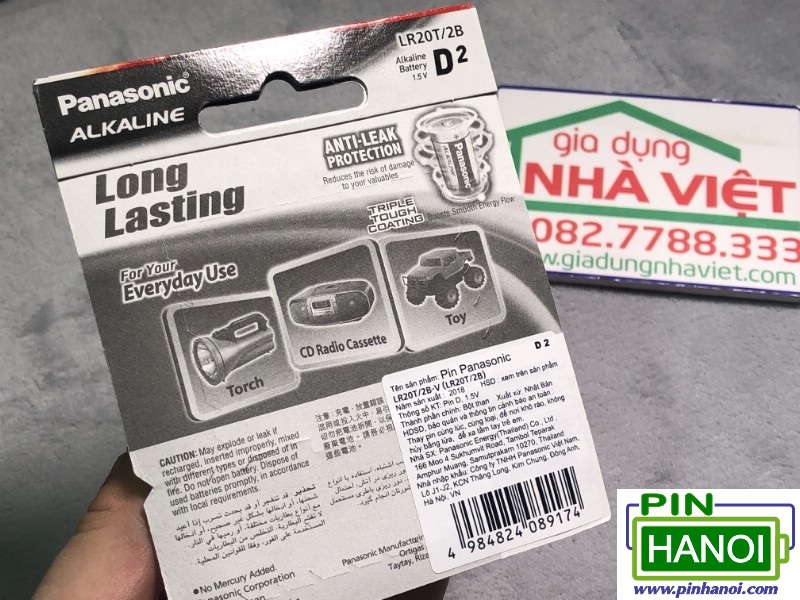 LR20T/2B
Alkaline
Battery
1.5 V
D2
Panasonic
ALKALINE
ANTI-LEAK
PROTECTION
Reduces the risk of damage
to your valuables
Panasonic
ALKALINE
Long
Lasting
TRIPLE
TOUGH
COATING
Boosts Smooth Energy Flow
For Your
Everyday Use
Torch
CD Radio Cassette
Toy
CAUTION: May explode or leak if
recharged, inserted improperly, mixed
with different types or disposed of in
fire. Do not open battery. Dispose of
used batteries promptly, in accordance
with local requirements.
No Mercury Added.
Panasonic Corporation
Panasonic Manufacturing
Ortigas
Taytay, Riza
D2
Tên sản phẩm: Pin Panasonic
LR20T/2B-V (LR20T/2B)
Năm sản xuất : 2018 HSD : xem trên sản phẩm
Thông số KT: Pin D, 1.5V
Thành phần chính: Bột than Xuất xứ: Nhật Bản
HDSD, bảo quản và thông tin cảnh báo an toàn
Thay pin cùng lúc, cùng loại, để nơi khô ráo, không
hủy bằng lửa, để xa tầm tay trẻ em.
Nhà SX: Panasonic Energy(Thailand) Co., Ltd.
166 Moo 4 Sukhumvit Road, Tambol Teparak
Amphur Muang, Samutprakarn 10270, Thailand
Nhà nhập khẩu: Công ty TNHH Panasonic Việt Nam,
Lô J1-J2, KCN Thăng Long, Kim Chung, Đông Anh,
Hà Nội, VN
4 984824 089174
gia dụng
NHÀ VIỆT
082.7788.333
www.giadungnhaviet.com
PIN
HANOI
www.pinhanoi.com